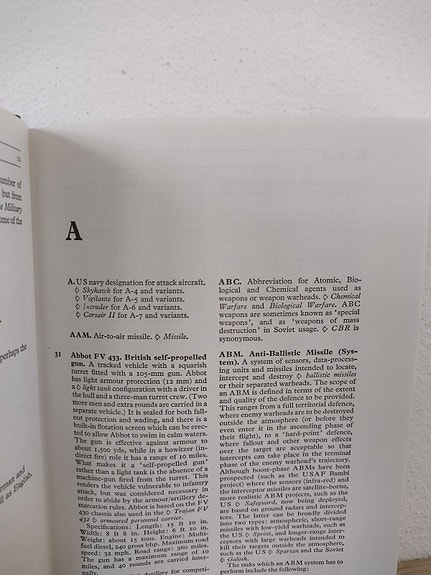 12
umber of
but from
e Military
ome of the
perhaps the
A
A. US navy designation for attack aircraft.
◊ Skyhawk for A-4 and variants.
◊ Vigilante for A-5 and variants.
◊ Intruder for A-6 and variants.
◊ Corsair II for A-7 and variants.
AAM. Air-to-air missile. ◊ Missile.
31
Abbot FV 433. British self-propelled
gun. A tracked vehicle with a squarish
turret fitted with a 105-mm gun. Abbot
has light armour protection (12 mm) and
a ◊ light tank configuration with a driver in
the hull and a three-man turret crew. (Two
more men and extra rounds are carried in a
separate vehicle.) It is sealed for both fall-
out protection and wading, and there is a
built-in flotation screen which can be erec-
ted to allow Abbot to swim in calm waters.
The gun is effective against armour to
about 1,500 yds, while in a howitzer (in-
direct fire) role it has a range of 10 miles.
What makes it a 'self-propelled gun'
rather than a light tank is the absence of a
machine-gun fired from the turret. This
renders the vehicle vulnerable to infantry
attack, but was considered necessary in
order to abide by the armour/artillery de-
marcation rules. Abbot is based on the FV
430 chassis also used in the ◊ Trojan FV
432 ◊ armoured personnel carrier.
Specifications: Length: 15 ft 10 in.
Width: 8 ft 8 in. Height: 6 ft 10 in.
Weight: about 15 tons. Engine: Multi-
fuel diesel, 240 gross bhp. Maximum road
speed: 32 mph. Road range: 360 miles.
The gun has a maximum range of 10
miles, and 40 rounds are carried inter-
nally.
Artillery for competi-
ABC. Abbreviation for Atomic, Bio-
logical and Chemical agents used as
weapons or weapon warheads. ◊ Chemical
Warfare and Biological Warfare. ABC
weapons are sometimes known as 'special
weapons', and as 'weapons of mass
destruction' in Soviet usage. ◊ CBR is
synonymous.
ABM. Anti-Ballistic Missile (Sys-
tem). A system of sensors, data-process-
ing units and missiles intended to locate,
intercept and destroy ◊ ballistic missiles
or their separated warheads. The scope of
an ABM is defined in terms of the extent
and quality of the defence to be provided.
This ranges from a full territorial defence,
where enemy warheads are to be destroyed
outside the atmosphere (or before they
even enter it in the ascending phase of
their flight), to a 'hard-point' defence,
where fallout and other weapon effects
over the target are acceptable so that
intercepts can take place in the terminal
phase of the enemy warhead's trajectory.
Although boost-phase ABMs have been
prospected (such as the USAF Bambi
project) where the sensors (infra-red) and
the interceptor missiles are satellite-borne,
more realistic ABM projects, such as the
US ◊ Safeguard, now being deployed,
are based on ground radars and intercep-
tors. The latter can be broadly divided
into two types: atmospheric, short-range
missiles with low-yield warheads, such as
the US ◊ Sprint, and longer-range inter-
ceptors with large warheads intended to
kill their targets outside the atmosphere,
such as the US ◊ Spartan and the Soviet
◊ Galosh.
The tasks which an ABM system has to
perform include the following: